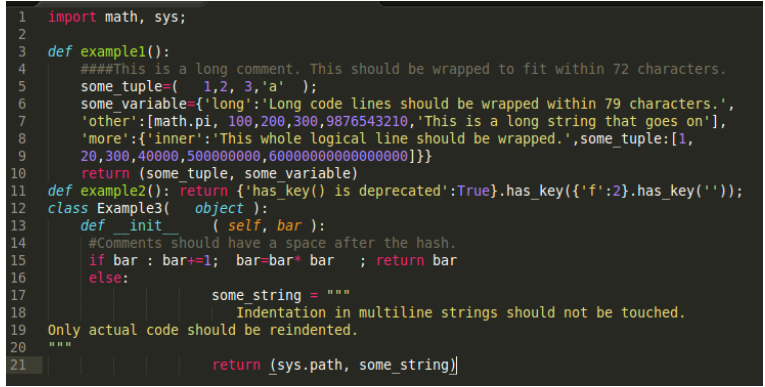 1 import math, sys;
2
3 def example1():
4     ####This is a long comment. This should be wrapped to fit within 72 characters.
5     some_tuple=(   1,2, 3,'a'  );
6     some_variable={'long':'Long code lines should be wrapped within 79 characters.',
7     'other':[math.pi, 100,200,300,9876543210,'This is a long string that goes on'],
8     'more':{'inner':'This whole logical line should be wrapped.',some_tuple:[1,
9     20,300,40000,500000000,60000000000000000]}}
10     return (some_tuple, some_variable)
11 def example2(): return {'has_key() is deprecated':True}.has_key({'f':2}.has_key(''));
12 class Example3(   object ):
13     def __init__    ( self, bar ):
14      #Comments should have a space after the hash.
15      if bar : bar+=1;  bar=bar* bar   ; return bar
16      else:
17                     some_string = """
18                        Indentation in multiline strings should not be touched.
19 Only actual code should be reindented.
20 """
21                     return (sys.path, some_string)